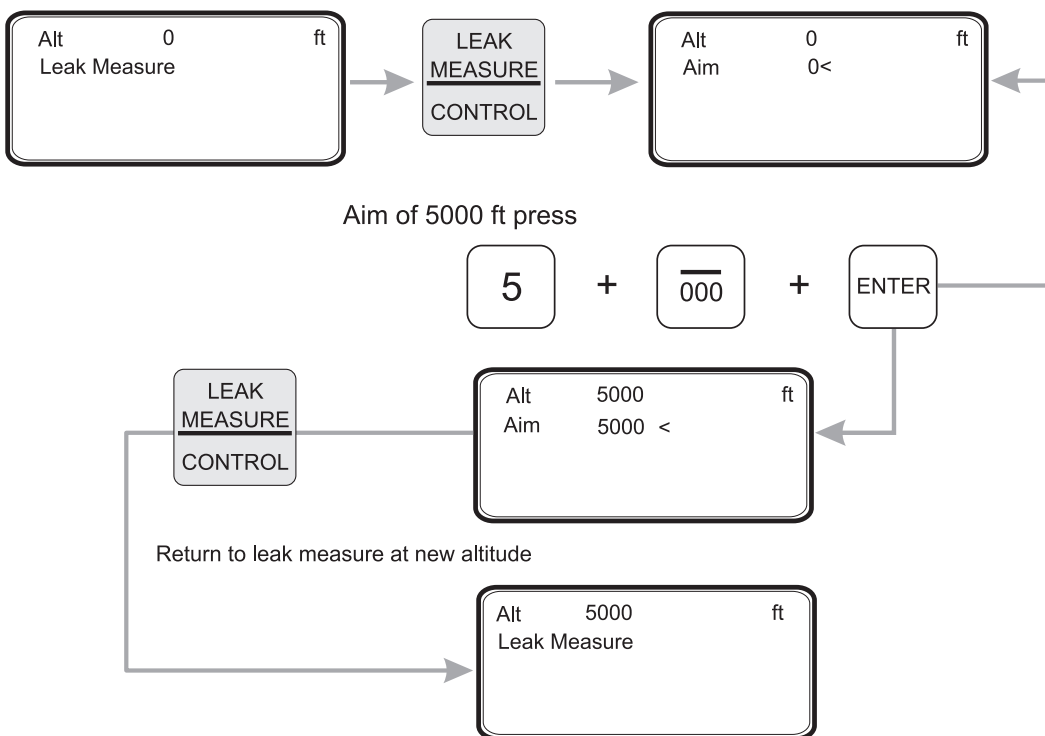 Alt 0 ft
Leak Measure
LEAK
MEASURE
CONTROL
Alt 0 ft
Aim 0<
Aim of 5000 ft press
5 + 000 + ENTER
LEAK
MEASURE
CONTROL
Alt 5000 ft
Aim 5000 <
Return to leak measure at new altitude
Alt 5000 ft
Leak Measure